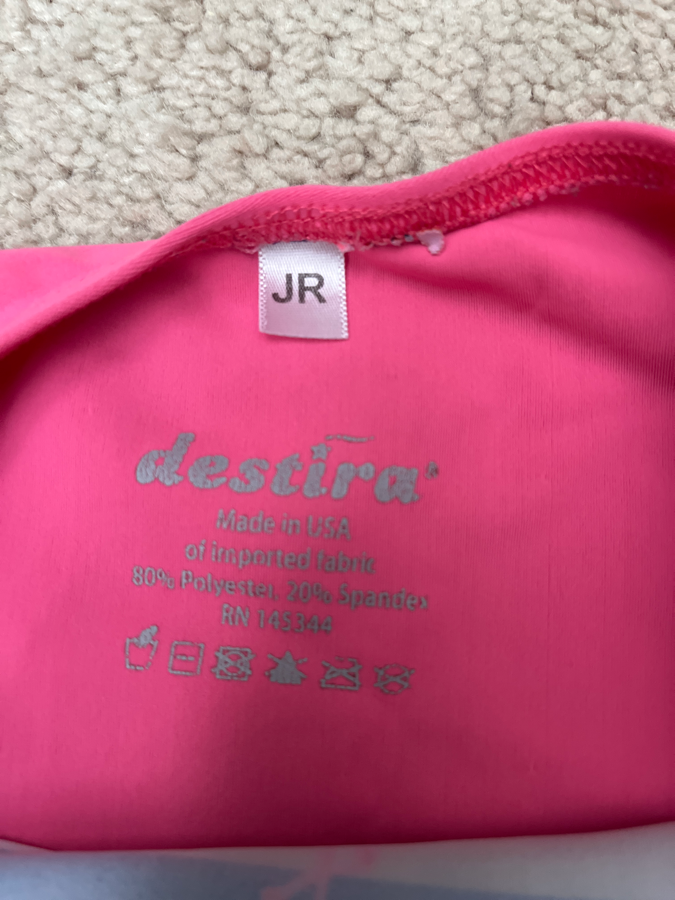 JR
destira®
Made in USA
of imported fabric
80% Polyester, 20% Spandex
RN 145344